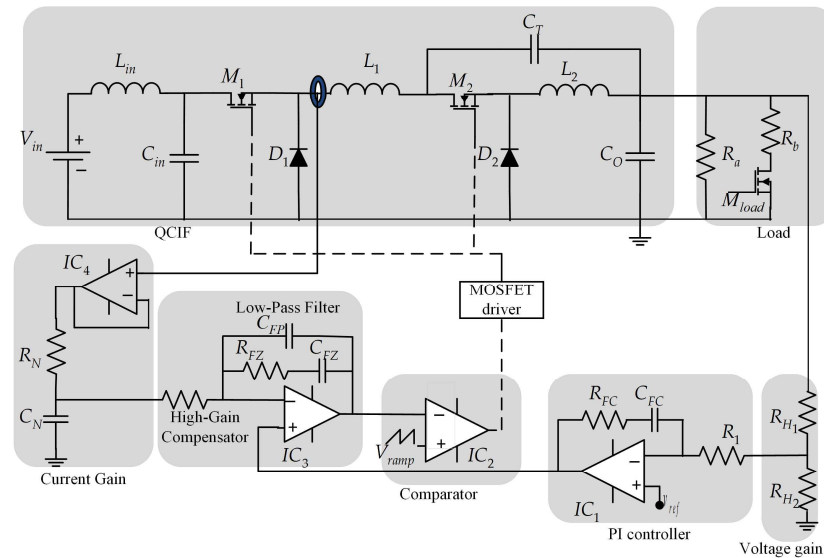 C_T
L_in
M_1
L_1
M_2
L_2
V_in
+
−
C_in
D_1
D_2
C_O
R_a
R_b
M_load
QCIF
Load
IC_4
+
−
MOSFET
driver
Low-Pass Filter
C_FP
R_FZ
C_FZ
R_N
C_N
High-Gain
Compensator
−
+
IC_3
−
+
V_ramp
IC_2
Comparator
R_FC
C_FC
R_1
−
+
IC_1
V_ref
PI controller
R_H1
R_H2
Current Gain
Voltage gain